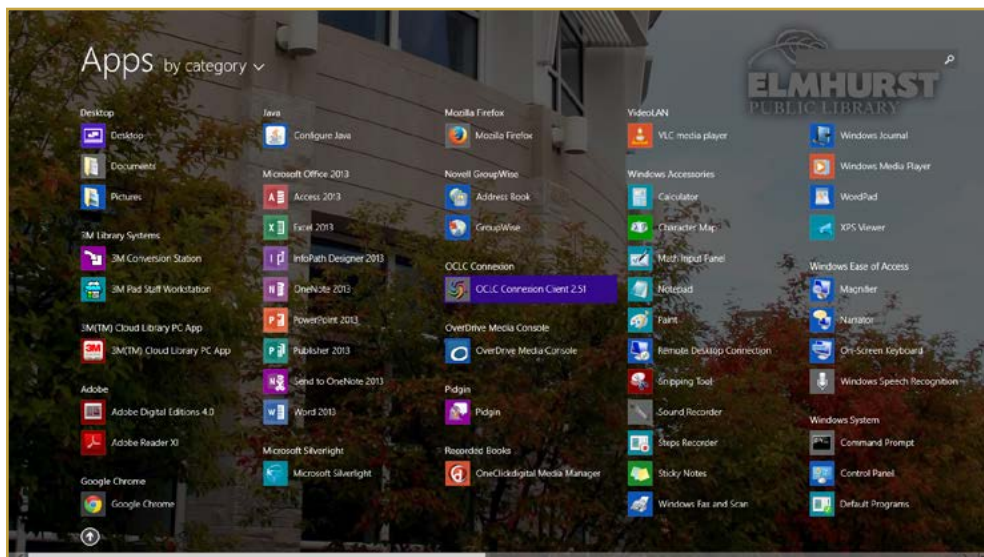 Apps by category
ELMHURST
PUBLIC LIBRARY
Desktop
Desktop
Documents
Pictures
3M Library Systems
3M Conversion Station
3M Pad Staff Workstation
3M(TM) Cloud Library PC App
3M(TM) Cloud Library PC App
Adobe
Adobe Digital Editions 4.0
Adobe Reader XI
Google Chrome
Google Chrome
Java
Configure Java
Microsoft Office 2013
Access 2013
Excel 2013
InfoPath Designer 2013
OneNote 2013
PowerPoint 2013
Publisher 2013
Send to OneNote 2013
Word 2013
Microsoft Silverlight
Microsoft Silverlight
Mozilla Firefox
Mozilla Firefox
Novell GroupWise
Address Book
GroupWise
OCLC Connexion
OCLC Connexion Client 2.51
OverDrive Media Console
OverDrive Media Console
Pidgin
Pidgin
Recorded Books
OneClickdigital Media Manager
VideoLAN
VLC media player
Windows Accessories
Calculator
Character Map
Math Input Panel
Notepad
Paint
Remote Desktop Connection
Snipping Tool
Sound Recorder
Steps Recorder
Sticky Notes
Windows Fax and Scan
Windows Journal
Windows Media Player
WordPad
XPS Viewer
Windows Ease of Access
Magnifier
Narrator
On-Screen Keyboard
Windows Speech Recognition
Windows System
Command Prompt
Control Panel
Default Programs